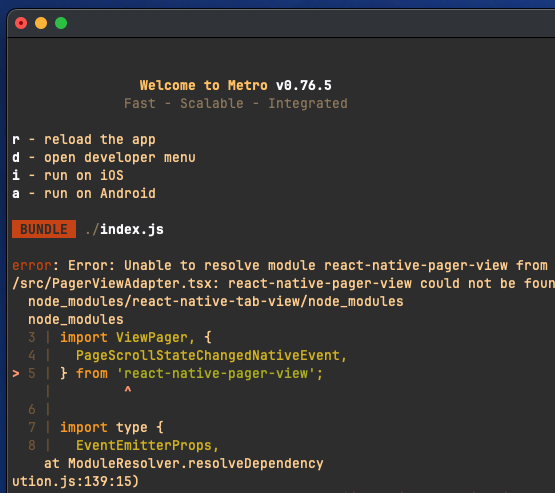 Welcome to Metro v0.76.5
Fast - Scalable - Integrated
r - reload the app
d - open developer menu
i - run on iOS
a - run on Android
BUNDLE ./index.js
error: Error: Unable to resolve module react-native-pager-view from
/src/PagerViewAdapter.tsx: react-native-pager-view could not be foun
node_modules/react-native-tab-view/node_modules
node_modules
3 | import ViewPager, {
4 | PageScrollStateChangedNativeEvent,
> 5 | } from 'react-native-pager-view';
| ^
6 |
7 | import type {
8 | EventEmitterProps,
at ModuleResolver.resolveDependency
ution.js:139:15)